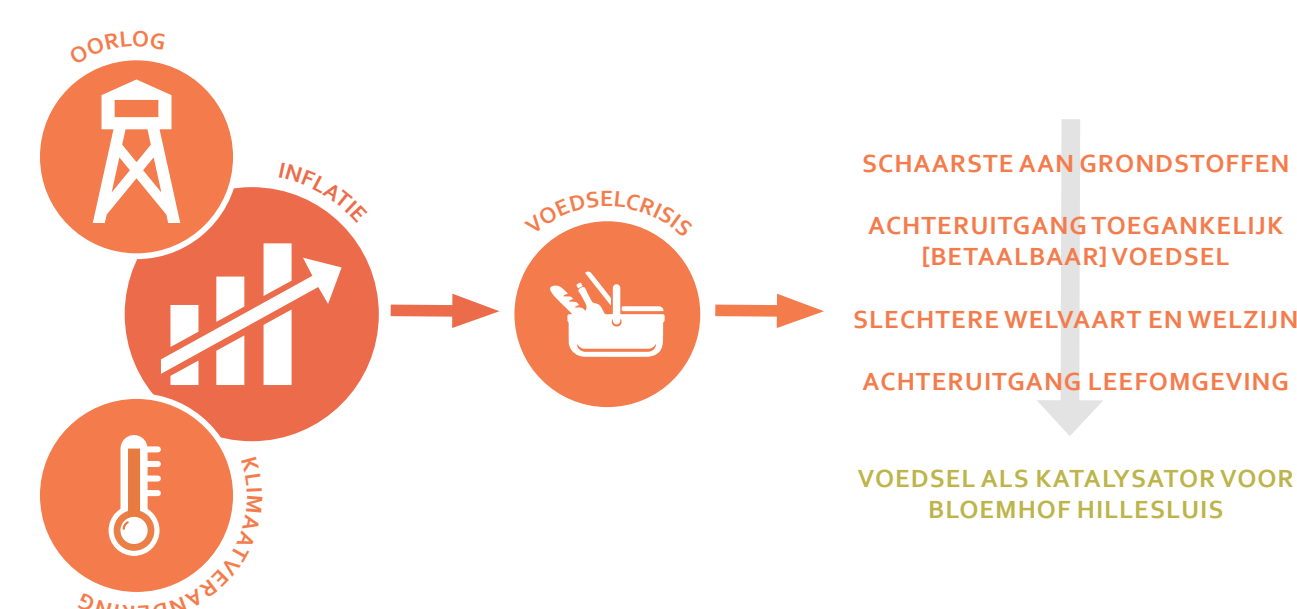 OORLOG
INFLATIE
KLIMAATVERANDERING
VOEDSELCRISIS
SCHAARSTE AAN GRONDSTOFFEN
ACHTERUITGANG TOEGANKELIJK
[BETAALBAAR] VOEDSEL
SLECHTERE WELVAART EN WELZIJN
ACHTERUITGANG LEEFOMGEVING
VOEDSEL ALS KATALYSATOR VOOR
BLOEMHOF HILLESLUIS